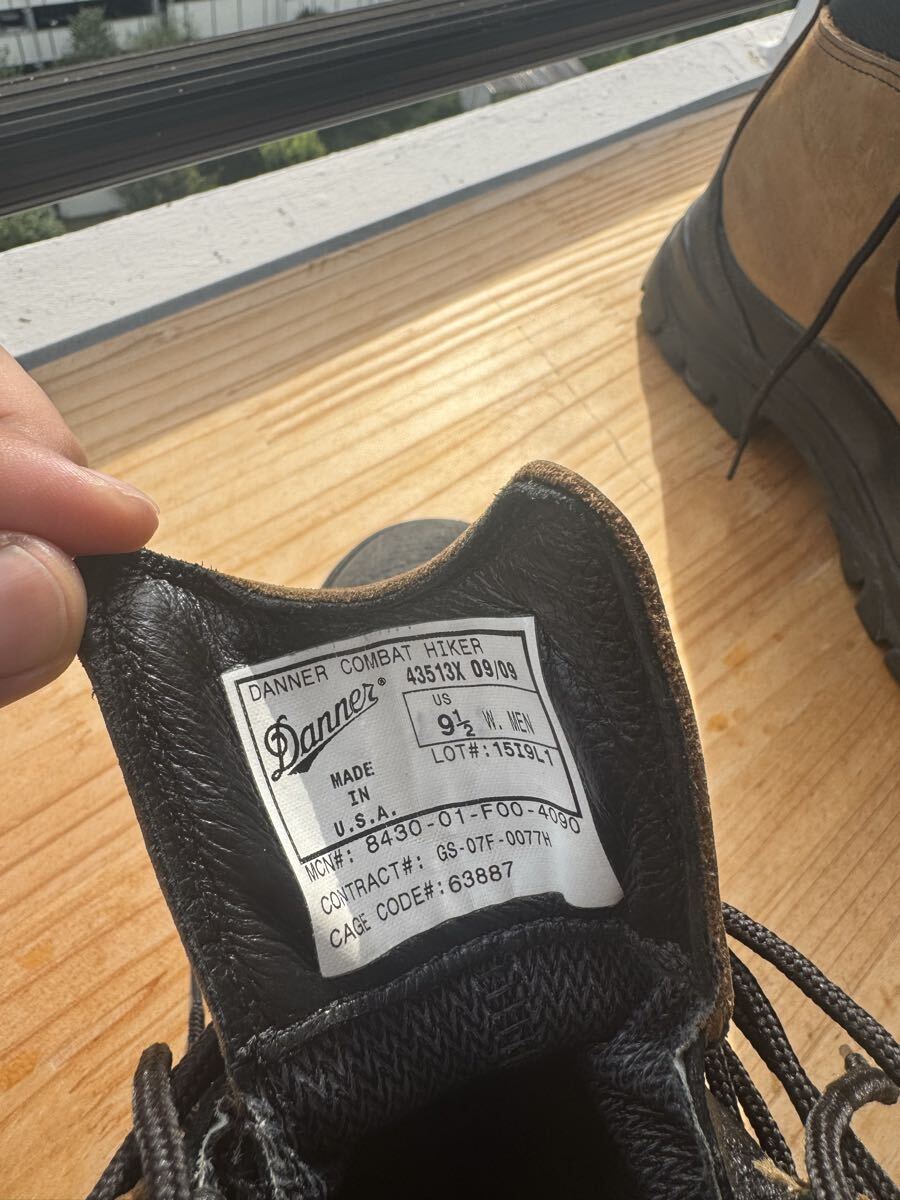 DANNER COMBAT HIKER
Danner®
43513X 09/09
US
9½ W. MEN
MADE
IN
U.S.A.
LOT#: 15I9L1
MCN#: 8430-01-F00-4090
CONTRACT#: GS-07F-0077H
CAGE CODE#: 63887